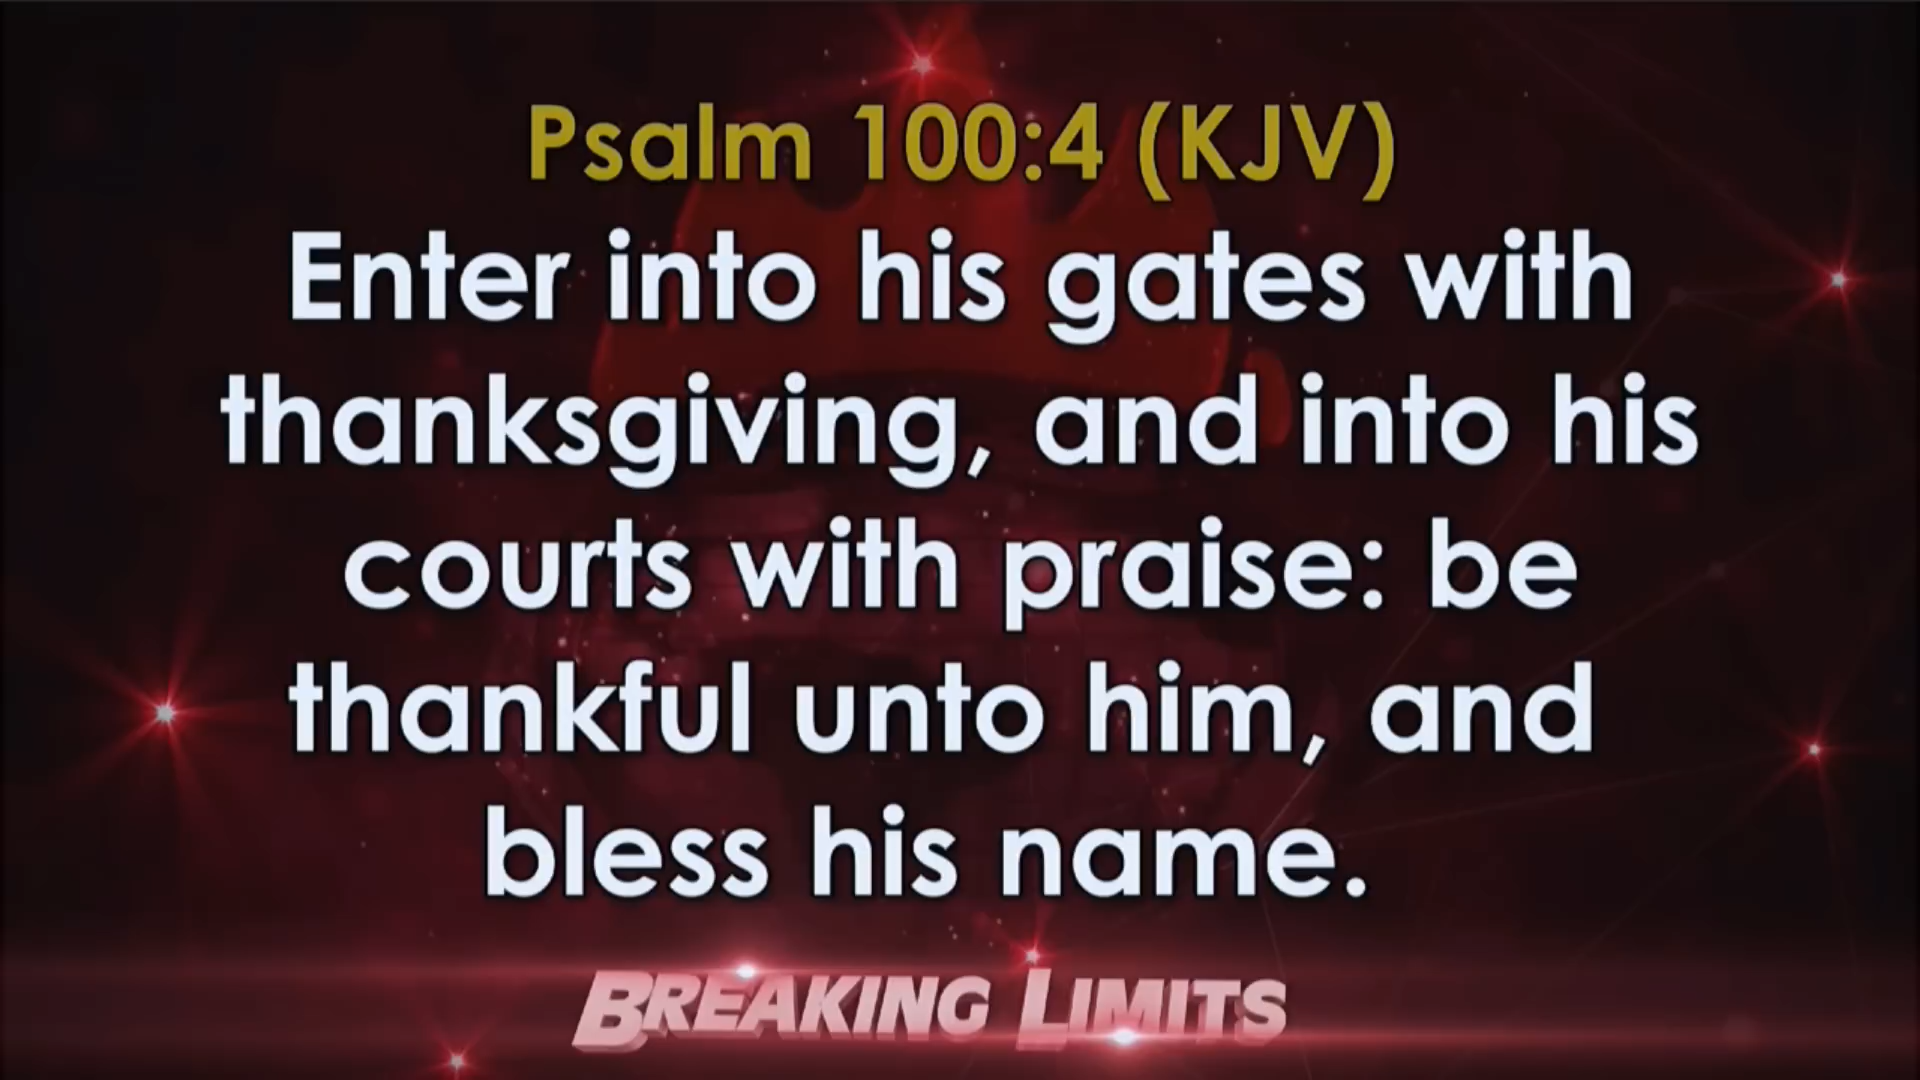 Psalm 100:4 (KJV)
Enter into his gates with
thanksgiving, and into his
courts with praise: be
thankful unto him, and
bless his name.
BREAKING LIMITS